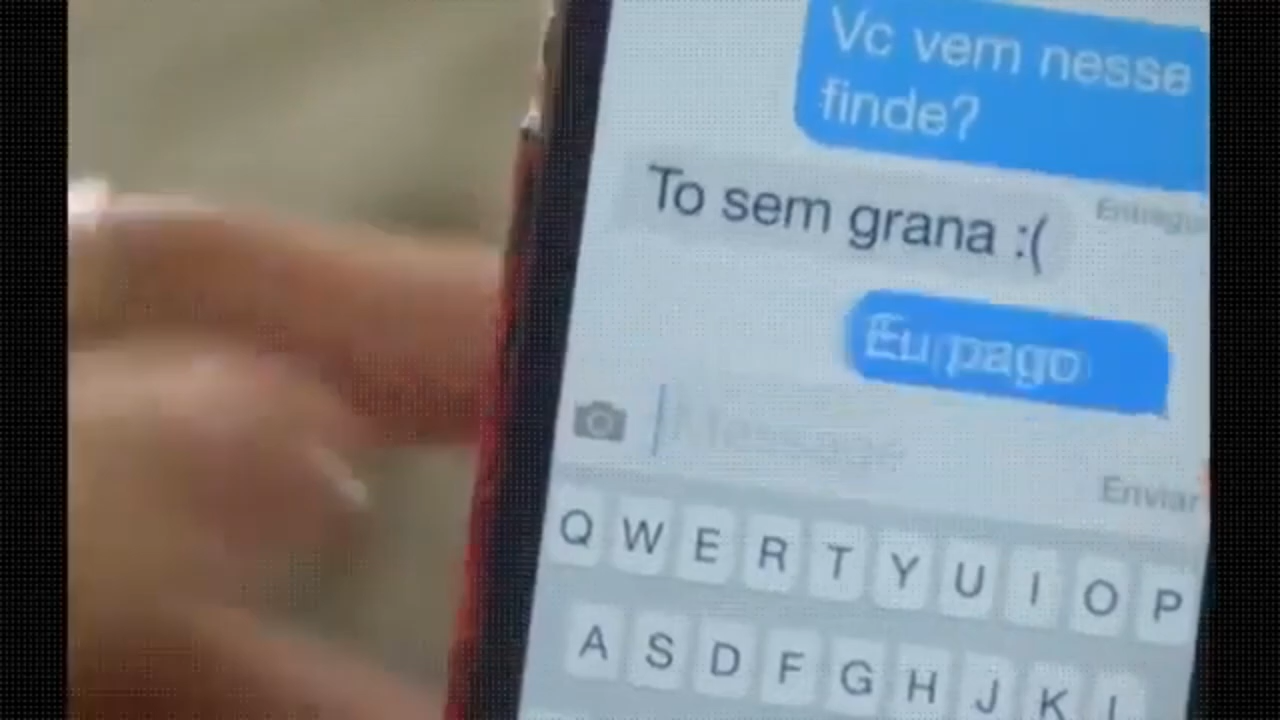 Vc vem nesse
finde?
To sem grana :(
Eu pago
Enviar
Q W E R T Y U I O P
A S D F G H J K L